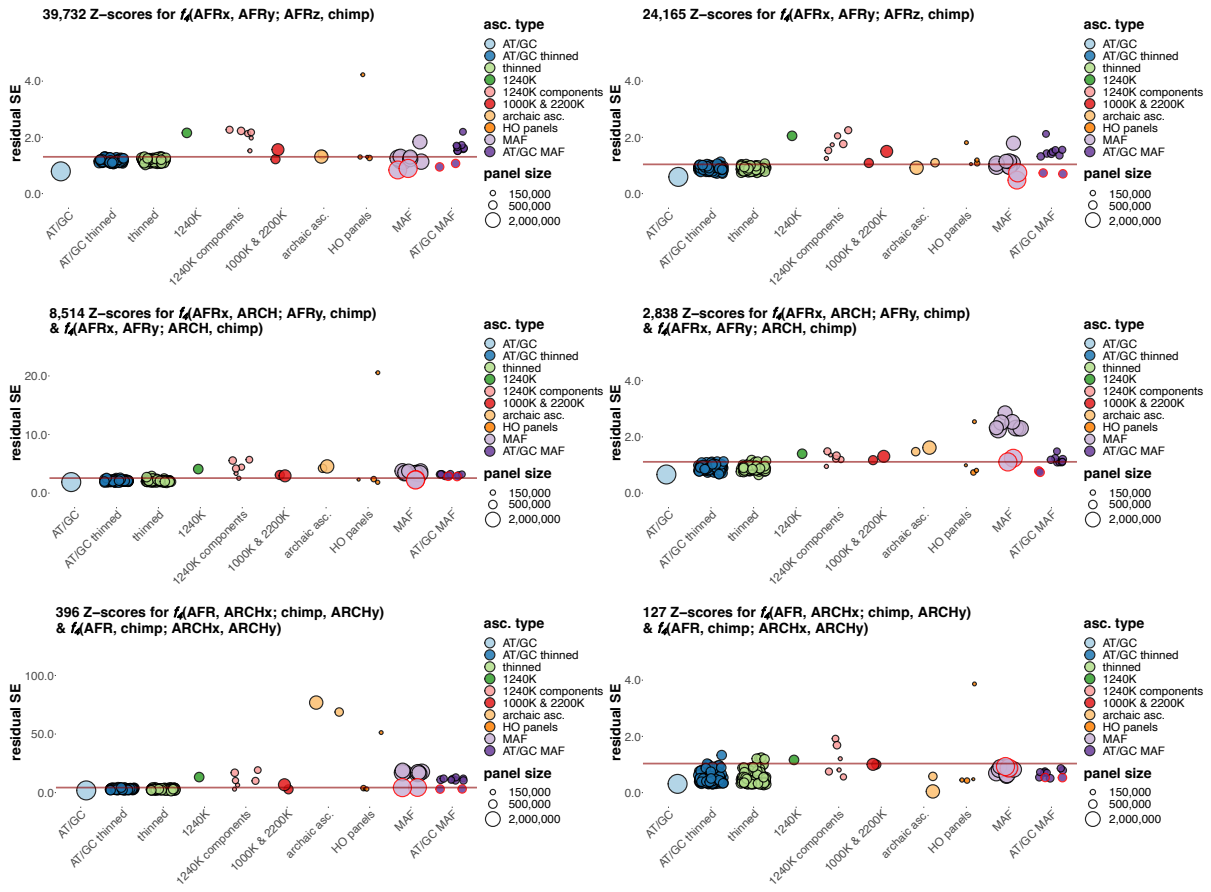 39,732 Z−scores for f4(AFRx, AFRy; AFRz, chimp)
residual SE
4.0
2.0
0.0
AT/GC
AT/GC thinned
thinned
1240K
1240K components
1000K & 2200K
archaic asc.
HO panels
MAF
AT/GC MAF
asc. type
AT/GC
AT/GC thinned
thinned
1240K
1240K components
1000K & 2200K
archaic asc.
HO panels
MAF
AT/GC MAF
panel size
150,000
500,000
2,000,000
24,165 Z−scores for f4(AFRx, AFRy; AFRz, chimp)
residual SE
4.0
2.0
0.0
AT/GC
AT/GC thinned
thinned
1240K
1240K components
1000K & 2200K
archaic asc.
HO panels
MAF
AT/GC MAF
asc. type
AT/GC
AT/GC thinned
thinned
1240K
1240K components
1000K & 2200K
archaic asc.
HO panels
MAF
AT/GC MAF
panel size
150,000
500,000
2,000,000
8,514 Z−scores for f4(AFRx, ARCH; AFRy, chimp)
& f4(AFRx, AFRy; ARCH, chimp)
residual SE
20.0
10.0
0.0
AT/GC
AT/GC thinned
thinned
1240K
1240K components
1000K & 2200K
archaic asc.
HO panels
MAF
AT/GC MAF
asc. type
AT/GC
AT/GC thinned
thinned
1240K
1240K components
1000K & 2200K
archaic asc.
HO panels
MAF
AT/GC MAF
panel size
150,000
500,000
2,000,000
2,838 Z−scores for f4(AFRx, ARCH; AFRy, chimp)
& f4(AFRx, AFRy; ARCH, chimp)
residual SE
4.0
2.0
0.0
AT/GC
AT/GC thinned
thinned
1240K
1240K components
1000K & 2200K
archaic asc.
HO panels
MAF
AT/GC MAF
asc. type
AT/GC
AT/GC thinned
thinned
1240K
1240K components
1000K & 2200K
archaic asc.
HO panels
MAF
AT/GC MAF
panel size
150,000
500,000
2,000,000
396 Z−scores for f4(AFR, ARCHx; chimp, ARCHy)
& f4(AFR, chimp; ARCHx, ARCHy)
residual SE
100.0
50.0
0.0
AT/GC
AT/GC thinned
thinned
1240K
1240K components
1000K & 2200K
archaic asc.
HO panels
MAF
AT/GC MAF
asc. type
AT/GC
AT/GC thinned
thinned
1240K
1240K components
1000K & 2200K
archaic asc.
HO panels
MAF
AT/GC MAF
panel size
150,000
500,000
2,000,000
127 Z−scores for f4(AFR, ARCHx; chimp, ARCHy)
& f4(AFR, chimp; ARCHx, ARCHy)
residual SE
4.0
2.0
0.0
AT/GC
AT/GC thinned
thinned
1240K
1240K components
1000K & 2200K
archaic asc.
HO panels
MAF
AT/GC MAF
asc. type
AT/GC
AT/GC thinned
thinned
1240K
1240K components
1000K & 2200K
archaic asc.
HO panels
MAF
AT/GC MAF
panel size
150,000
500,000
2,000,000